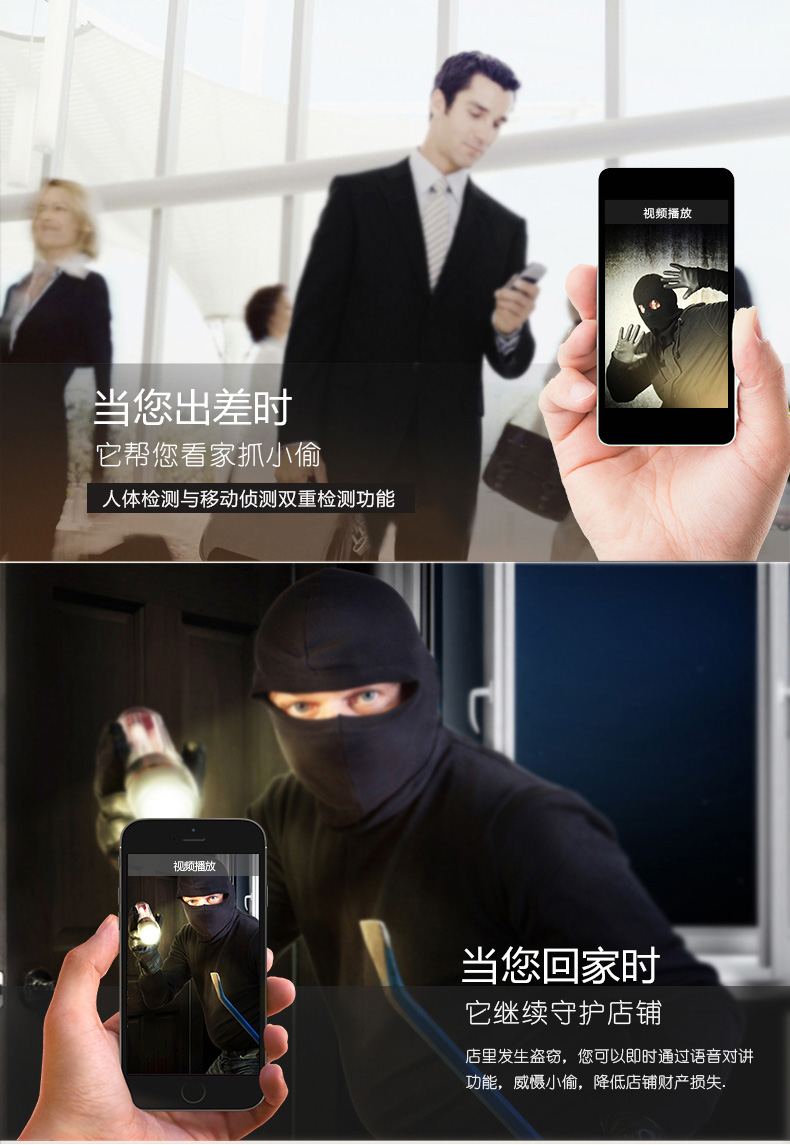 视频播放
当您出差时
它帮您看家抓小偷
人体检测与移动侦测双重检测功能
视频播放
当您回家时
它继续守护店铺
店里发生盗窃，您可以即时通过语音对讲
功能，威慑小偷，降低店铺财产损失.